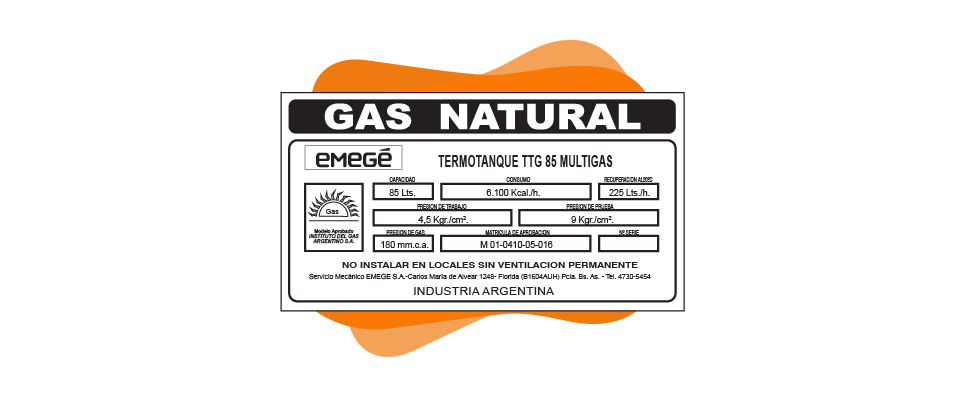 GAS NATURAL
EMEGÉ
TERMOTANQUE TTG 85 MULTIGAS
CAPACIDAD CONSUMO
85 Lts. 6.100 Kcal./h. 225 Lts./h.
PRESION DE TRABAJO PRESION DE PRUEBA
4,5 Kgr./cm². 9 Kgr./cm².
PRESION DE GAS MATRICULA DE APROBACION Nº SERIE
180 mm.c.a. M 01-0410-05-016
Gas
Modelo Aprobado
INSTITUTO DEL GAS
ARGENTINO S.A.
NO INSTALAR EN LOCALES SIN VENTILACION PERMANENTE
Servicio Mecánico EMEGE S.A.-Carlos María de Alvear 1248- Florida (B1604AUH) Pcia. Bs. As. - Tel. 4730-5454
INDUSTRIA ARGENTINA